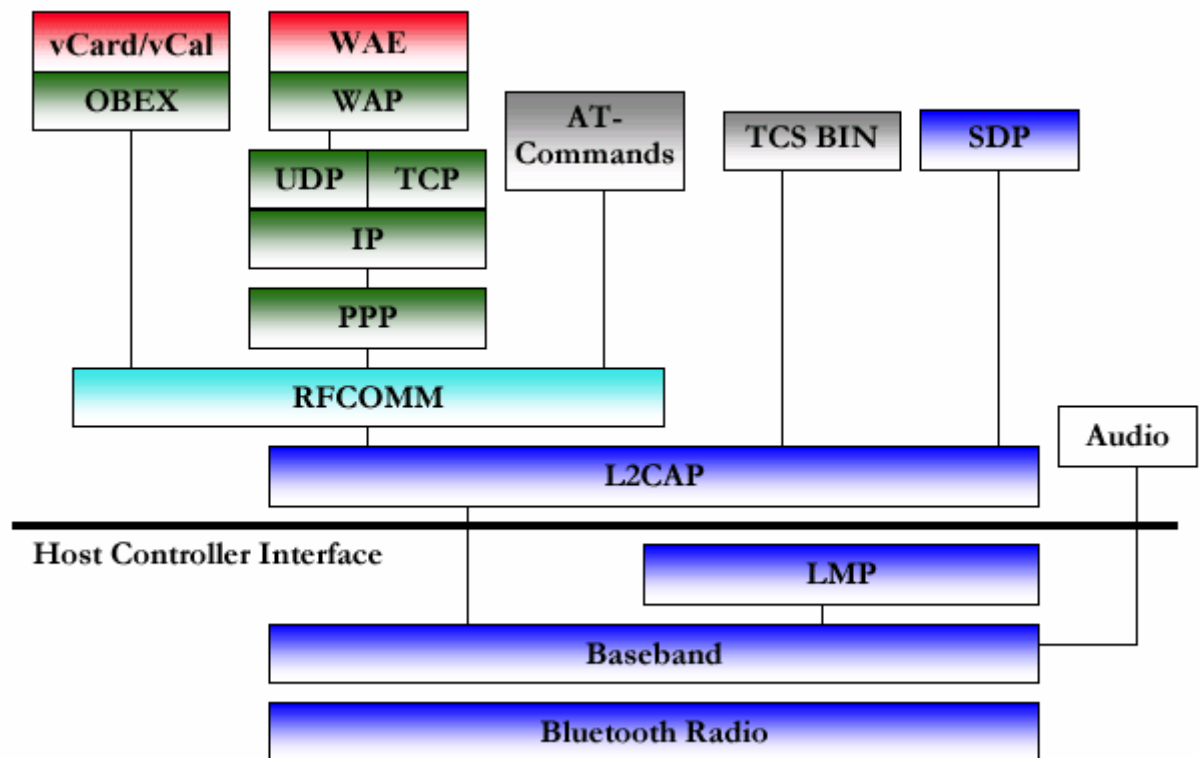 vCard/vCal
WAE
OBEX
WAP
AT-
Commands
TCS BIN
SDP
UDP
TCP
IP
PPP
RFCOMM
Audio
L2CAP
Host Controller Interface
LMP
Baseband
Bluetooth Radio